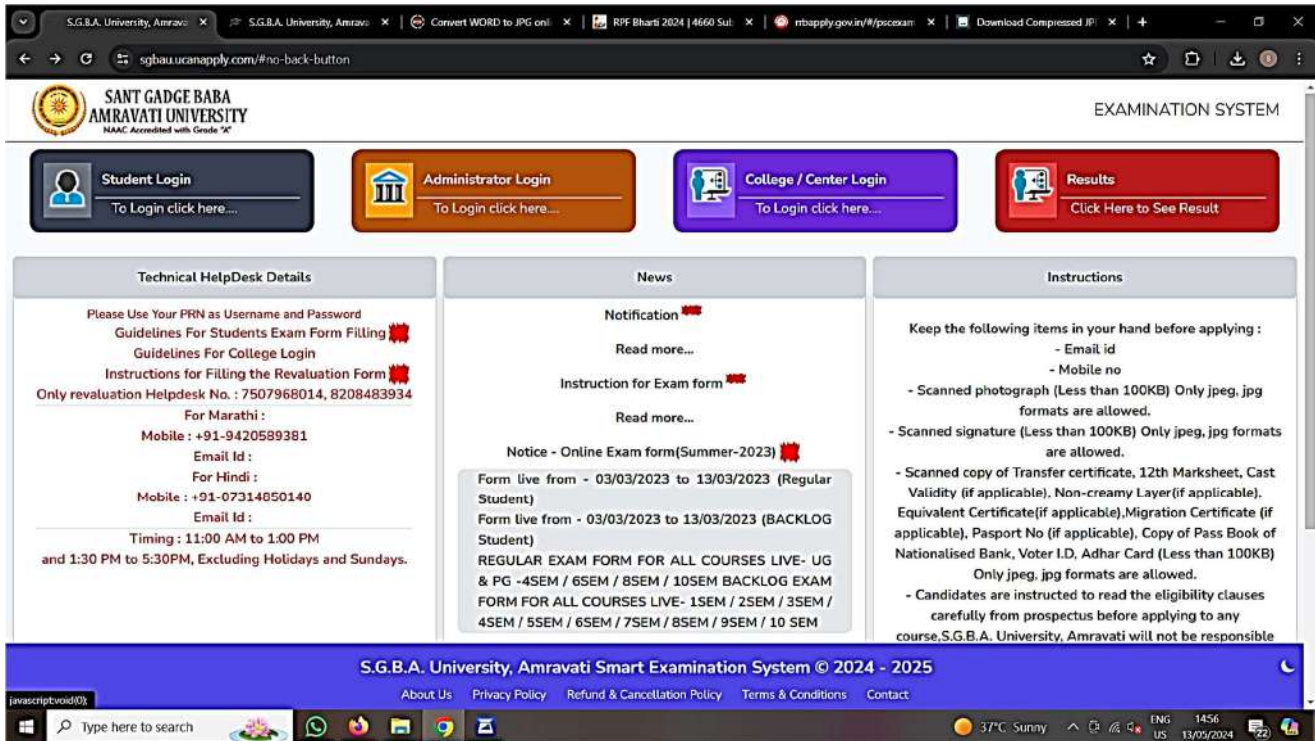 S.G.B.A. University, Amrava
S.G.B.A. University, Amrava
Convert WORD to JPG onl
RPF Bharti 2024 | 4660 Sub
rrbapply.gov.in/#/pscexam
Download Compressed JP
sgbau.ucanapply.com/#no-back-button
SANT GADGE BABA
AMRAVATI UNIVERSITY
NAAC Accredited with Grade "A"
EXAMINATION SYSTEM
Student Login
To Login click here....
Administrator Login
To Login click here....
College / Center Login
To Login click here....
Results
Click Here to See Result
Technical HelpDesk Details
Please Use Your PRN as Username and Password
Guidelines For Students Exam Form Filling
Guidelines For College Login
Instructions for Filling the Revaluation Form
Only revaluation Helpdesk No. : 7507968014, 8208483934
For Marathi :
Mobile : +91-9420589381
Email Id :
For Hindi :
Mobile : +91-07314850140
Email Id :
Timing : 11:00 AM to 1:00 PM
and 1:30 PM to 5:30PM, Excluding Holidays and Sundays.
News
Notification
Read more...
Instruction for Exam form
Read more...
Notice - Online Exam form(Summer-2023)
Form live from - 03/03/2023 to 13/03/2023 (Regular
Student)
Form live from - 03/03/2023 to 13/03/2023 (BACKLOG
Student)
REGULAR EXAM FORM FOR ALL COURSES LIVE- UG
& PG -4SEM / 6SEM / 8SEM / 10SEM BACKLOG EXAM
FORM FOR ALL COURSES LIVE- 1SEM / 2SEM / 3SEM /
4SEM / 5SEM / 6SEM / 7SEM / 8SEM / 9SEM / 10 SEM
Instructions
Keep the following items in your hand before applying :
- Email id
- Mobile no
- Scanned photograph (Less than 100KB) Only jpeg, jpg
formats are allowed.
- Scanned signature (Less than 100KB) Only jpeg, jpg formats
are allowed.
- Scanned copy of Transfer certificate, 12th Marksheet, Cast
Validity (if applicable), Non-creamy Layer(if applicable),
Equivalent Certificate(if applicable),Migration Certificate (if
applicable), Pasport No (if applicable), Copy of Pass Book of
Nationalised Bank, Voter I.D, Adhar Card (Less than 100KB)
Only jpeg, jpg formats are allowed.
- Candidates are instructed to read the eligibility clauses
carefully from prospectus before applying to any
course,S.G.B.A. University, Amravati will not be responsible
S.G.B.A. University, Amravati Smart Examination System © 2024 - 2025
About Us Privacy Policy Refund & Cancellation Policy Terms & Conditions Contact
javascript:void(0);
Type here to search
37°C Sunny
ENG
US
14:56
13/05/2024
22